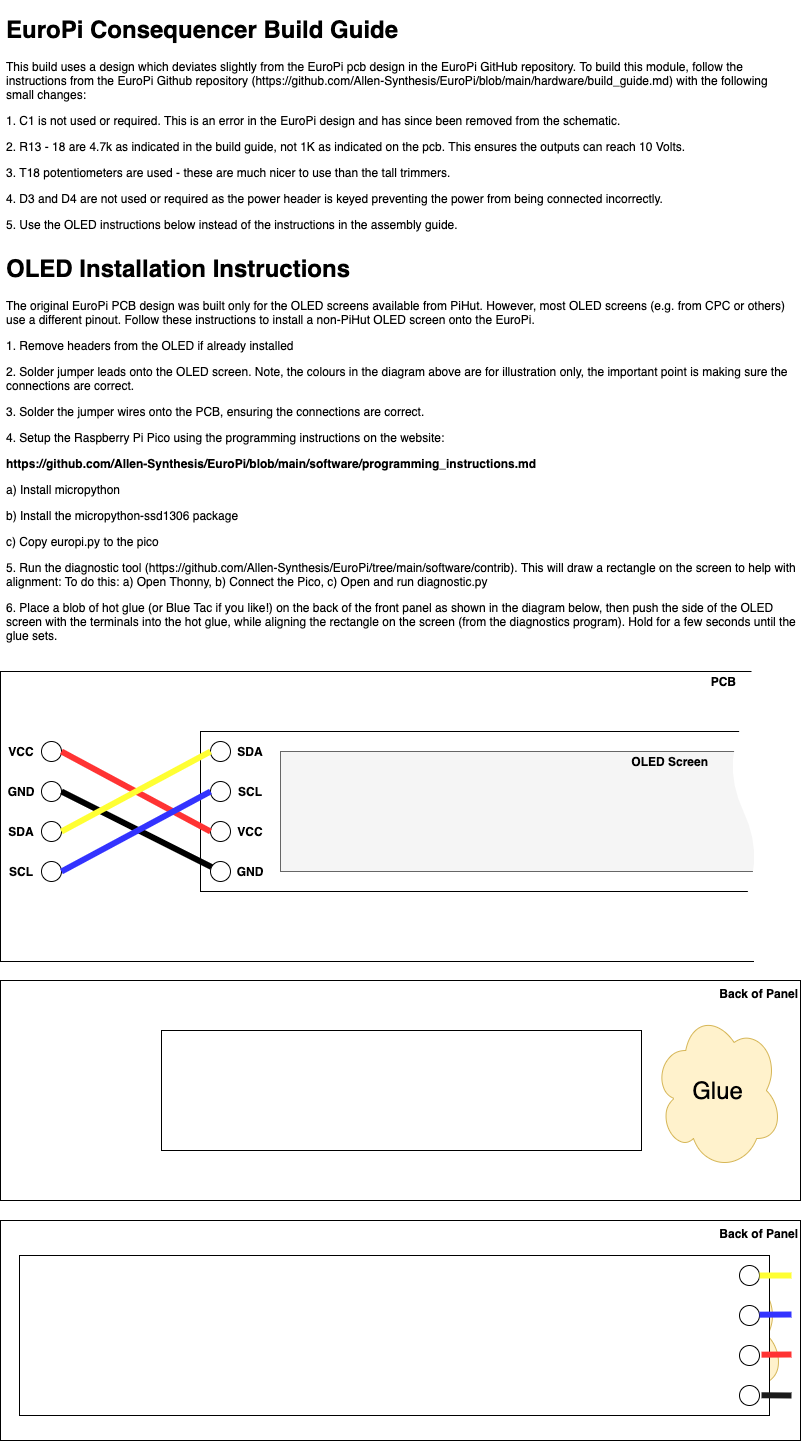 EuroPi Consequencer Build Guide
This build uses a design which deviates slightly from the EuroPi pcb design in the EuroPi GitHub repository. To build this module, follow the
instructions from the EuroPi Github repository (https://github.com/Allen-Synthesis/EuroPi/blob/main/hardware/build_guide.md) with the following
small changes:
1. C1 is not used or required. This is an error in the EuroPi design and has since been removed from the schematic.
2. R13 - 18 are 4.7k as indicated in the build guide, not 1K as indicated on the pcb. This ensures the outputs can reach 10 Volts.
3. T18 potentiometers are used - these are much nicer to use than the tall trimmers.
4. D3 and D4 are not used or required as the power header is keyed preventing the power from being connected incorrectly.
5. Use the OLED instructions below instead of the instructions in the assembly guide.
OLED Installation Instructions
The original EuroPi PCB design was built only for the OLED screens available from PiHut. However, most OLED screens (e.g. from CPC or others)
use a different pinout. Follow these instructions to install a non-PiHut OLED screen onto the EuroPi.
1. Remove headers from the OLED if already installed
2. Solder jumper leads onto the OLED screen. Note, the colours in the diagram above are for illustration only, the important point is making sure the
connections are correct.
3. Solder the jumper wires onto the PCB, ensuring the connections are correct.
4. Setup the Raspberry Pi Pico using the programming instructions on the website:
https://github.com/Allen-Synthesis/EuroPi/blob/main/software/programming_instructions.md
a) Install micropython
b) Install the micropython-ssd1306 package
c) Copy europi.py to the pico
5. Run the diagnostic tool (https://github.com/Allen-Synthesis/EuroPi/tree/main/software/contrib). This will draw a rectangle on the screen to help with
alignment: To do this: a) Open Thonny, b) Connect the Pico, c) Open and run diagnostic.py
6. Place a blob of hot glue (or Blue Tac if you like!) on the back of the front panel as shown in the diagram below, then push the side of the OLED
screen with the terminals into the hot glue, while aligning the rectangle on the screen (from the diagnostics program). Hold for a few seconds until the
glue sets.
PCB
VCC
SDA
OLED Screen
GND
SCL
SDA
VCC
SCL
GND
Back of Panel
Glue
Back of Panel